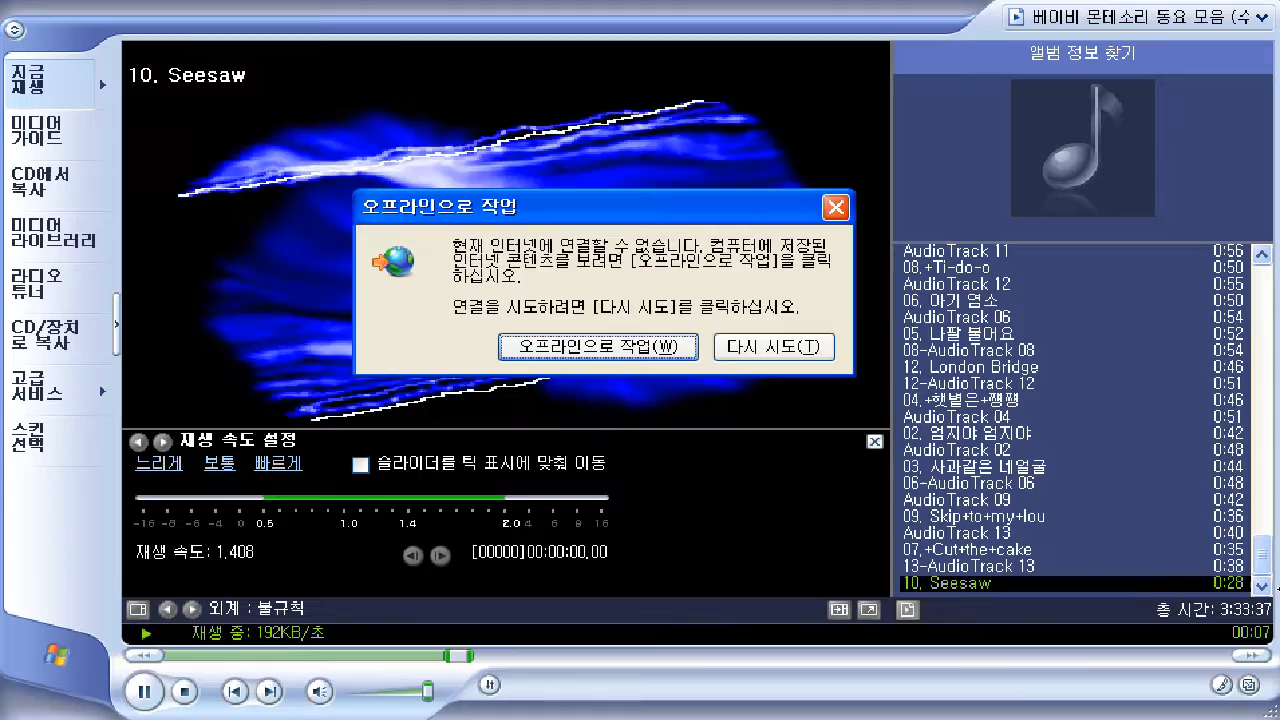 베이비 몬테소리 동요 모음 (수
지금
재생
미디어
가이드
CD에서
복사
미디어
라이브러리
라디오
튜너
CD/장치
로 복사
고급
서비스
스킨
선택
10. Seesaw
앨범 정보 찾기
오프라인으로 작업
현재 인터넷에 연결할 수 없습니다. 컴퓨터에 저장된
인터넷 콘텐츠를 보려면 [오프라인으로 작업]을 클릭
하십시오.
연결을 시도하려면 [다시 시도]를 클릭하십시오.
오프라인으로 작업(W)
다시 시도(T)
AudioTrack 11 0:56
08.+Ti-do-o 0:50
AudioTrack 12 0:55
06. 아기 염소 0:50
AudioTrack 06 0:54
05. 나팔 불어요 0:52
08-AudioTrack 08 0:54
12. London Bridge 0:46
12-AudioTrack 12 0:51
04.+햇볕은+쨍쨍 0:46
AudioTrack 04 0:51
02. 엄지야 엄지야 0:42
AudioTrack 02 0:48
03. 사과같은 네얼굴 0:44
06-AudioTrack 06 0:48
AudioTrack 09 0:42
09. Skip+to+my+lou 0:36
AudioTrack 13 0:40
07.+Cut+the+cake 0:35
13-AudioTrack 13 0:38
10. Seesaw 0:28
재생 속도 설정
느리게 보통 빠르게 슬라이더를 틱 표시에 맞춰 이동
-16 -8 -6 -4 0 0.5 1.0 1.4 2.0 4 6 9 16
재생 속도: 1.408 [00000]00:00:00.00
외계 : 불규칙
총 시간: 3:33:37
재생 중: 192KB/초 00:07